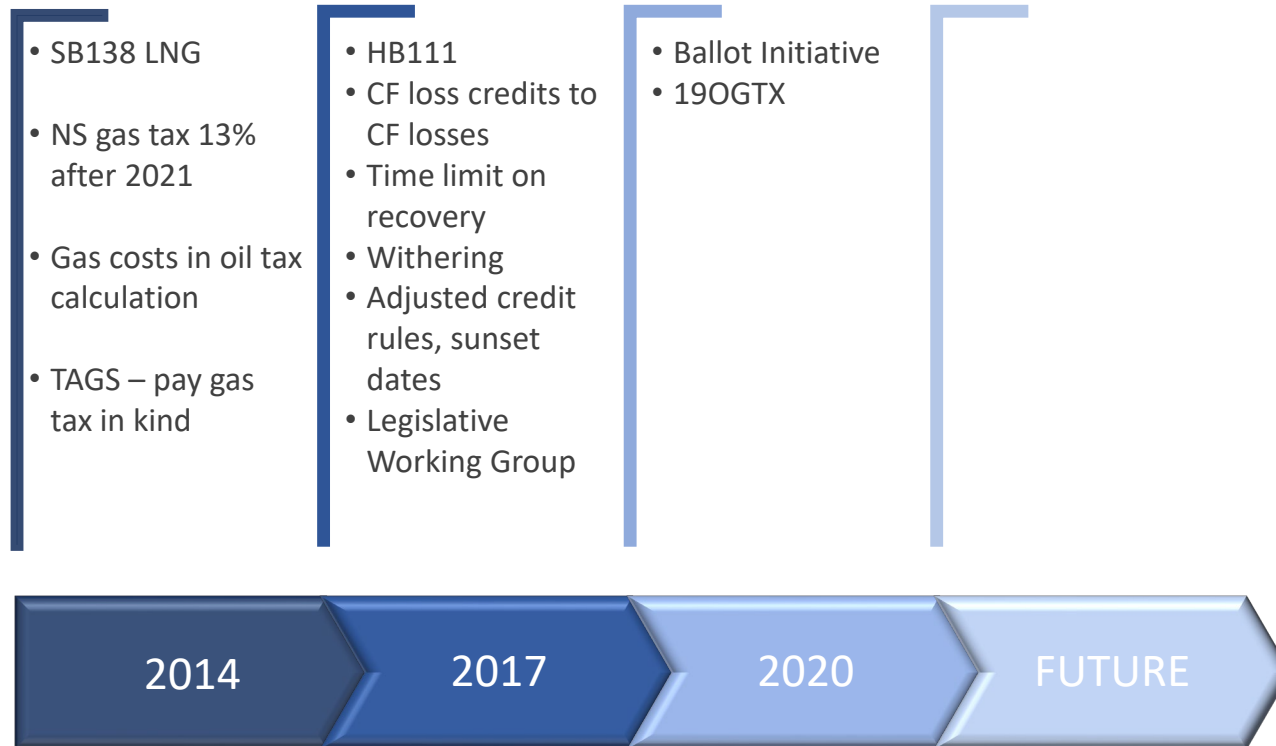 • SB138 LNG
• NS gas tax 13%
after 2021
• Gas costs in oil tax
calculation
• TAGS – pay gas
tax in kind
• HB111
• CF loss credits to
CF losses
• Time limit on
recovery
• Withering
• Adjusted credit
rules, sunset
dates
• Legislative
Working Group
• Ballot Initiative
• 19OGTX
2014
2017
2020
FUTURE